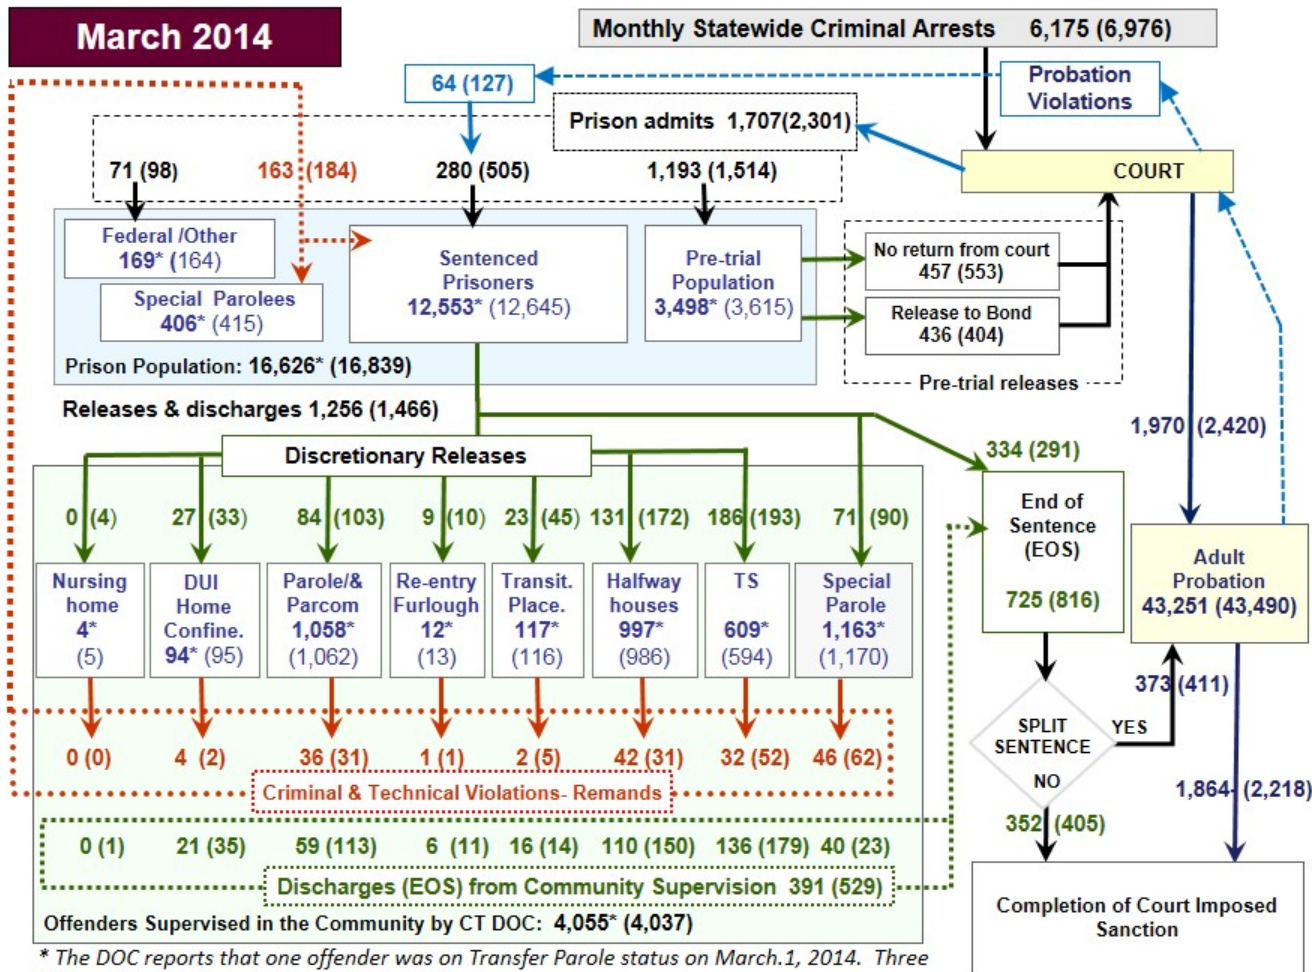 March 2014
Monthly Statewide Criminal Arrests 6,175 (6,976)
64 (127)
Probation
Violations
Prison admits 1,707(2,301)
71 (98)
163 (184)
280 (505)
1,193 (1,514)
COURT
Federal /Other
169* (164)
Special Parolees
406* (415)
Sentenced
Prisoners
12,553* (12,645)
Pre-trial
Population
3,498* (3,615)
No return from court
457 (553)
Release to Bond
436 (404)
Pre-trial releases
Prison Population: 16,626* (16,839)
Releases & discharges 1,256 (1,466)
1,970 (2,420)
Discretionary Releases
334 (291)
0 (4)
27 (33)
84 (103)
9 (10)
23 (45)
131 (172)
186 (193)
71 (90)
End of
Sentence
(EOS)
725 (816)
Adult
Probation
43,251 (43,490)
Nursing
home
4*
(5)
DUI
Home
Confine.
94* (95)
Parole/&
Parcom
1,058*
(1,062)
Re-entry
Furlough
12*
(13)
Transit.
Place.
117*
(116)
Halfway
houses
997*
(986)
TS
609*
(594)
Special
Parole
1,163*
(1,170)
373 (411)
SPLIT
SENTENCE
YES
NO
0 (0)
4 (2)
36 (31)
1 (1)
2 (5)
42 (31)
32 (52)
46 (62)
Criminal & Technical Violations- Remands
1,864 (2,218)
352 (405)
0 (1)
21 (35)
59 (113)
6 (11)
16 (14)
110 (150)
136 (179)
40 (23)
Discharges (EOS) from Community Supervision 391 (529)
Offenders Supervised in the Community by CT DOC: 4,055* (4,037)
Completion of Court Imposed
Sanction
* The DOC reports that one offender was on Transfer Parole status on March.1, 2014. Three